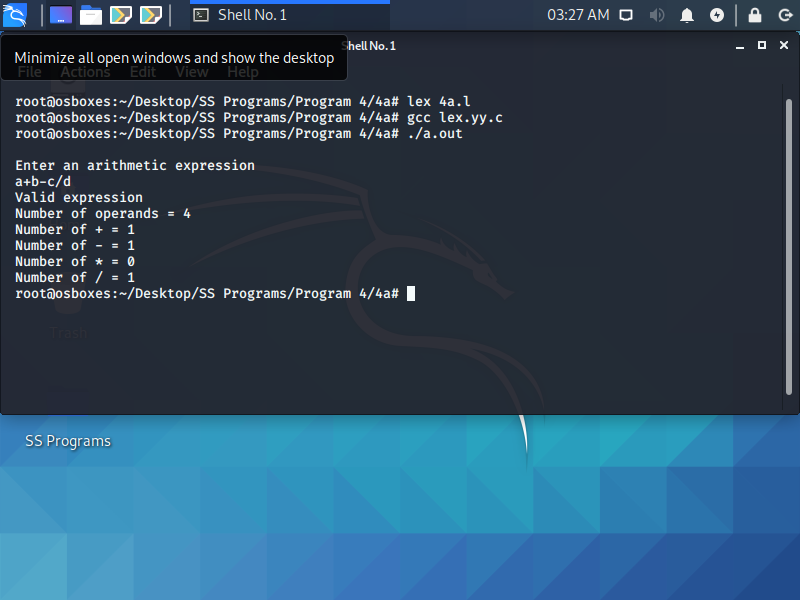 Shell No. 1
03:27 AM
Shell No. 1
Minimize all open windows and show the desktop
File Actions Edit View Help
root@osboxes:~/Desktop/SS Programs/Program 4/4a# lex 4a.l
root@osboxes:~/Desktop/SS Programs/Program 4/4a# gcc lex.yy.c
root@osboxes:~/Desktop/SS Programs/Program 4/4a# ./a.out
Enter an arithmetic expression
a+b-c/d
Valid expression
Number of operands = 4
Number of + = 1
Number of - = 1
Number of * = 0
Number of / = 1
root@osboxes:~/Desktop/SS Programs/Program 4/4a#
Trash
SS Programs